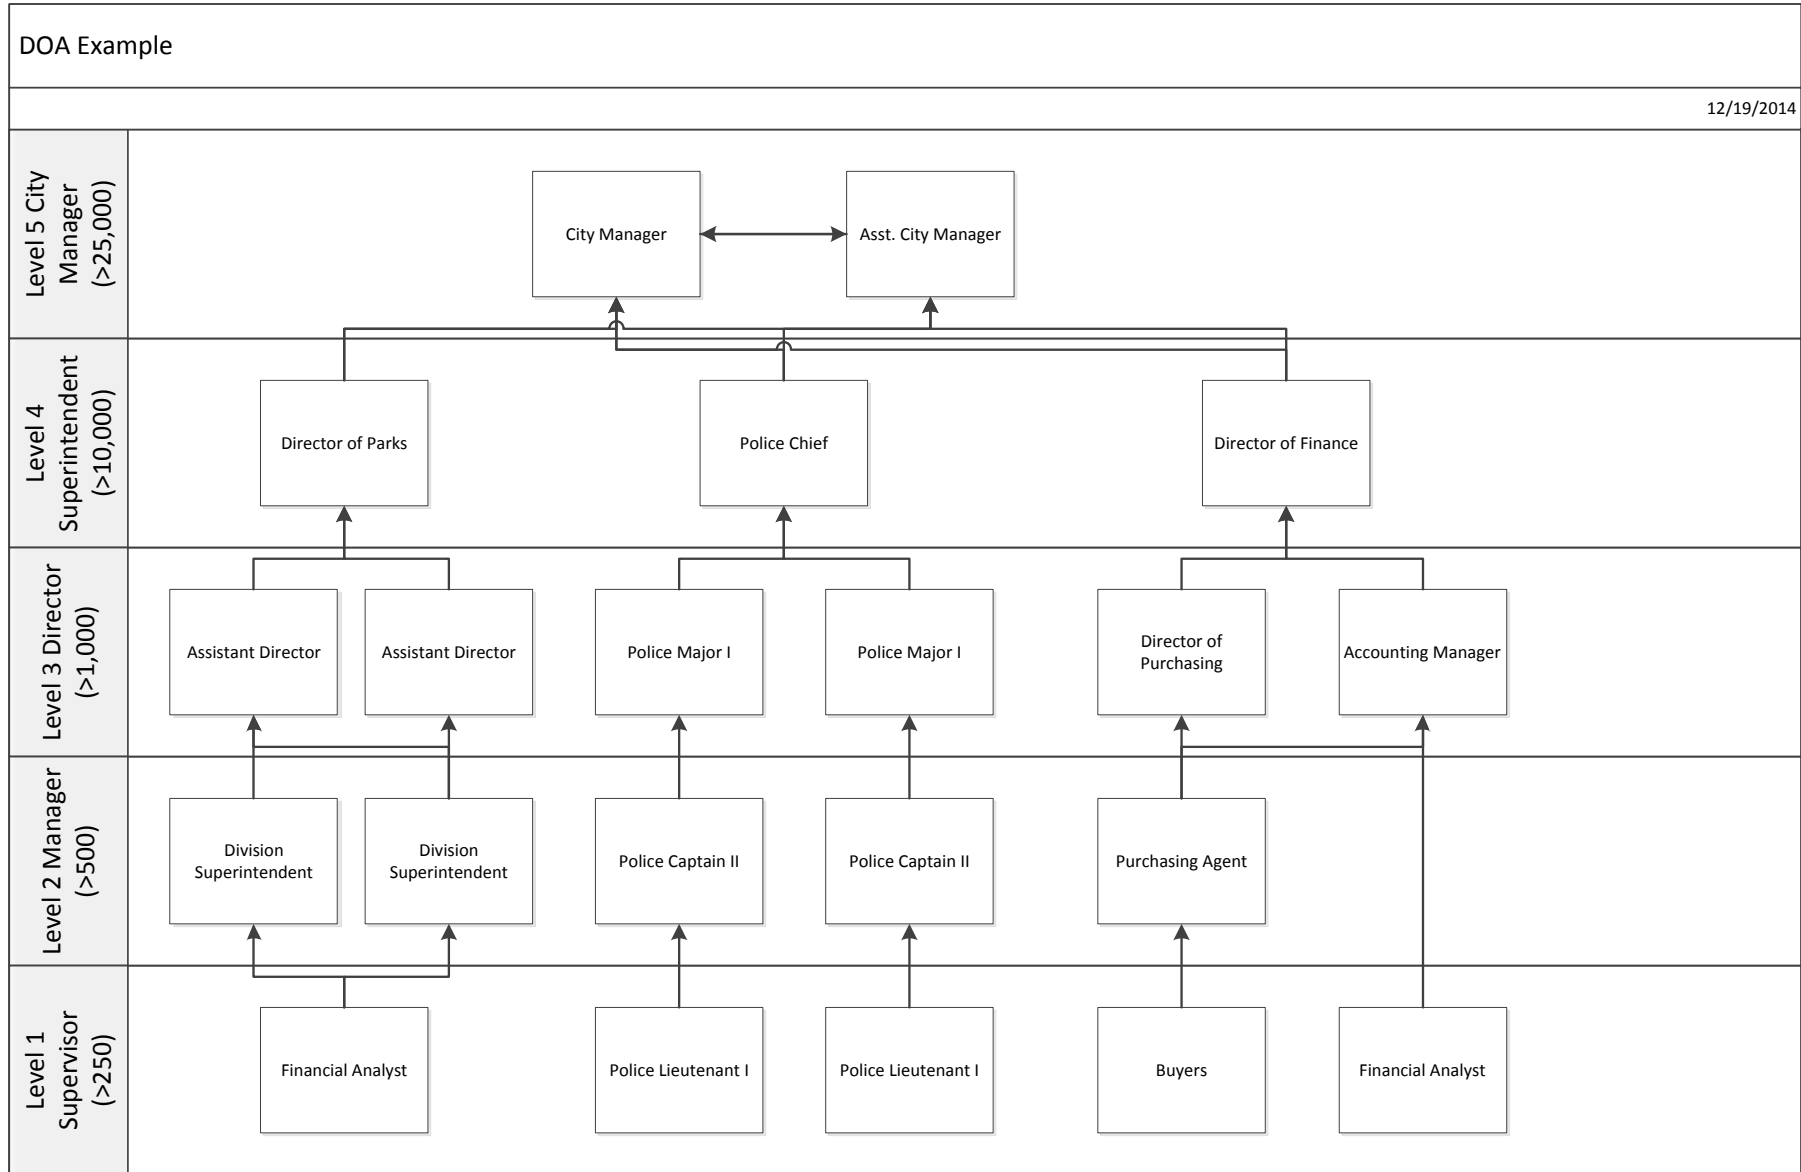 DOA Example
12/19/2014
Level 5 City
Manager
(>25,000)
City Manager
Asst. City Manager
Level 4
Superintendent
(>10,000)
Director of Parks
Police Chief
Director of Finance
Level 3 Director
(>1,000)
Assistant Director
Assistant Director
Police Major I
Police Major I
Director of
Purchasing
Accounting Manager
Level 2 Manager
(>500)
Division
Superintendent
Division
Superintendent
Police Captain II
Police Captain II
Purchasing Agent
Level 1
Supervisor
(>250)
Financial Analyst
Police Lieutenant I
Police Lieutenant I
Buyers
Financial Analyst